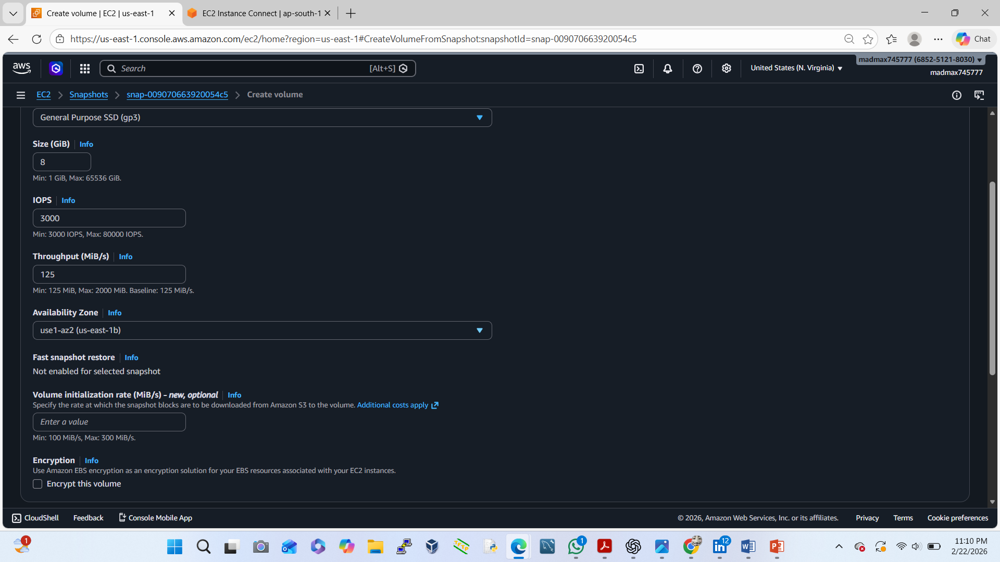 Create volume | EC2 | us-east-1
EC2 Instance Connect | ap-south-1
https://us-east-1.console.aws.amazon.com/ec2/home?region=us-east-1#CreateVolumeFromSnapshot:snapshotId=snap-009070663920054c5
Chat
aws
Search
[Alt+S]
United States (N. Virginia)
madmax745777 (6852-5121-8030)
madmax745777
EC2
Snapshots
snap-009070663920054c5
Create volume
General Purpose SSD (gp3)
Size (GiB)
Info
8
Min: 1 GiB, Max: 65536 GiB.
IOPS
Info
3000
Min: 3000 IOPS, Max: 80000 IOPS.
Throughput (MiB/s)
Info
125
Min: 125 MiB, Max: 2000 MiB. Baseline: 125 MiB/s.
Availability Zone
Info
use1-az2 (us-east-1b)
Fast snapshot restore
Info
Not enabled for selected snapshot
Volume initialization rate (MiB/s) - new, optional
Info
Specify the rate at which the snapshot blocks are to be downloaded from Amazon S3 to the volume. Additional costs apply
Enter a value
Min: 100 MiB/s, Max: 300 MiB/s.
Encryption
Info
Use Amazon EBS encryption as an encryption solution for your EBS resources associated with your EC2 instances.
Encrypt this volume
CloudShell
Feedback
Console Mobile App
© 2026, Amazon Web Services, Inc. or its affiliates.
Privacy
Terms
Cookie preferences
1
TFTP
1
12
11:10 PM
2/22/2026